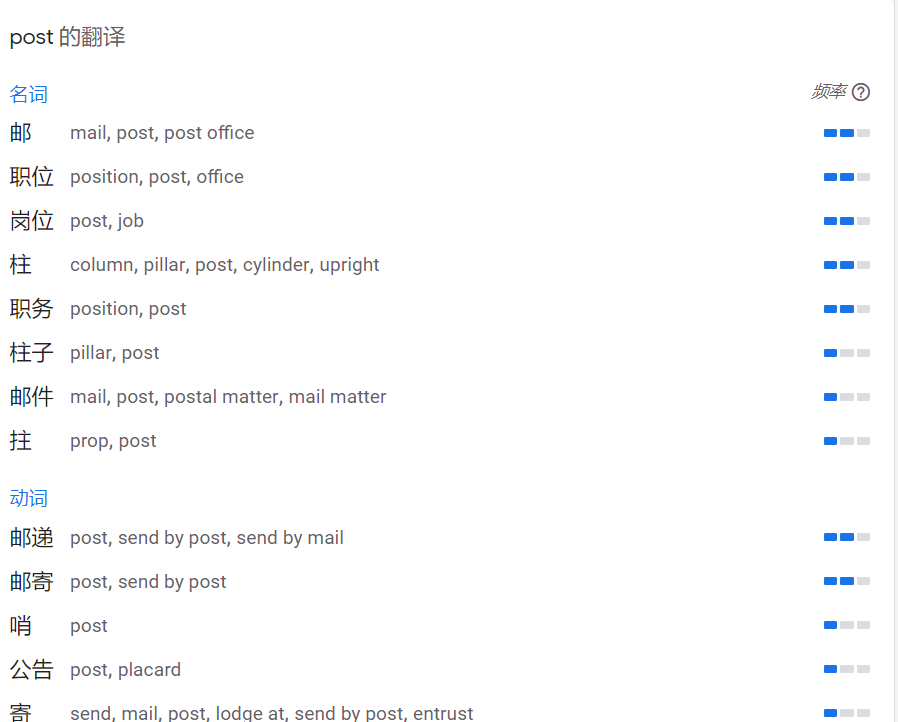 post 的翻译
名词 频率 ?
邮 mail, post, post office
职位 position, post, office
岗位 post, job
柱 column, pillar, post, cylinder, upright
职务 position, post
柱子 pillar, post
邮件 mail, post, postal matter, mail matter
拄 prop, post
动词
邮递 post, send by post, send by mail
邮寄 post, send by post
哨 post
公告 post, placard
寄 send, mail, post, lodge at, send by post, entrust